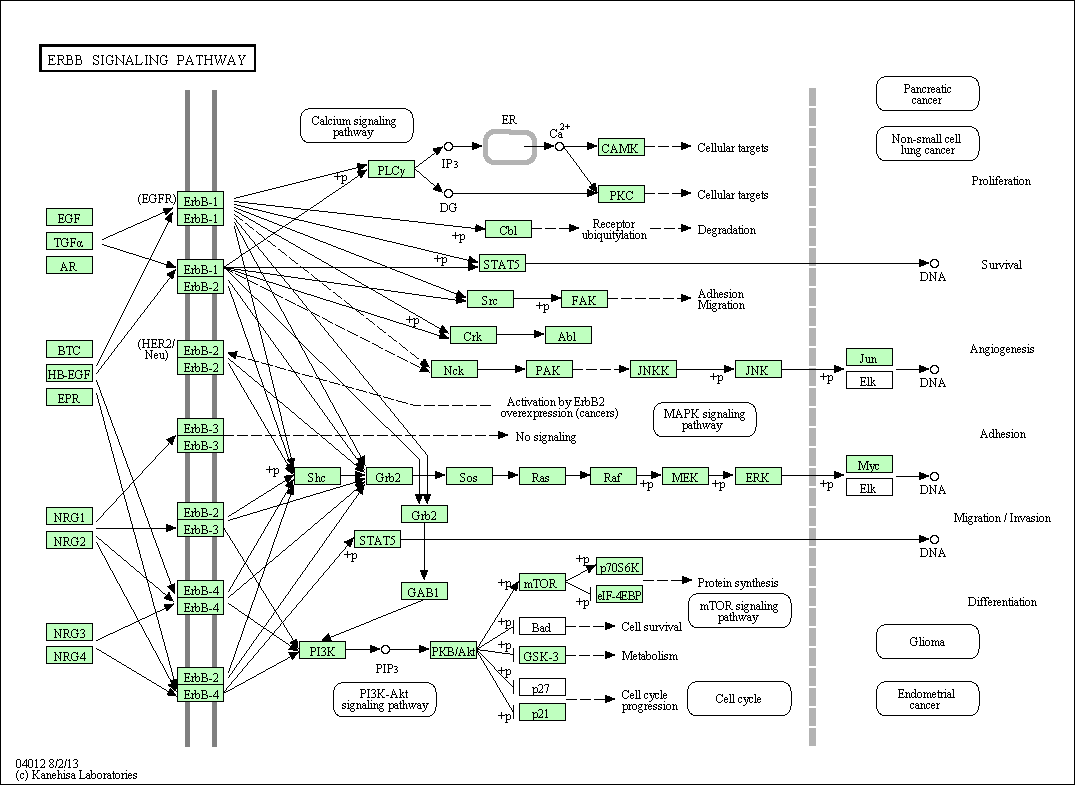 ERBB SIGNALING PATHWAY
Pancreatic
cancer
Calcium signaling
pathway
ER
Ca2+
Non-small cell
lung cancer
IP3
CAMK
Cellular targets
+p
PLCγ
Proliferation
(EGFR)
ErbB-1
ErbB-1
DG
PKC
Cellular targets
EGF
TGFα
AR
+p
Cbl
Receptor
ubiquitylation
Degradation
ErbB-1
ErbB-2
+p
STAT5
DNA
Survival
Src
+p
FAK
Adhesion
Migration
+p
Crk
Abl
(HER2/
Neu)
ErbB-2
ErbB-2
BTC
HB-EGF
EPR
Nck
PAK
JNKK
+p
JNK
+p
Jun
Elk
DNA
Angiogenesis
Activation by ErbB2
overexpression (cancers)
MAPK signaling
pathway
ErbB-3
ErbB-3
No signaling
Adhesion
+p
Shc
Grb2
Sos
Ras
Raf
+p
MEK
+p
ERK
+p
Myc
Elk
DNA
NRG1
NRG2
ErbB-2
ErbB-3
Grb2
Migration / Invasion
+p
STAT5
DNA
ErbB-4
ErbB-4
GAB1
+p
mTOR
+p
p70S6K
+p
eIF-4EBP
Protein synthesis
mTOR signaling
pathway
Differentiation
NRG3
NRG4
+p
Bad
Cell survival
PI3K
PIP3
PKB/Akt
+p
GSK-3
Metabolism
Glioma
ErbB-2
ErbB-4
PI3K-Akt
signaling pathway
+p
p27
+p
p21
Cell cycle
progression
Cell cycle
Endometrial
cancer
04012 8/2/13
(c) Kanehisa Laboratories